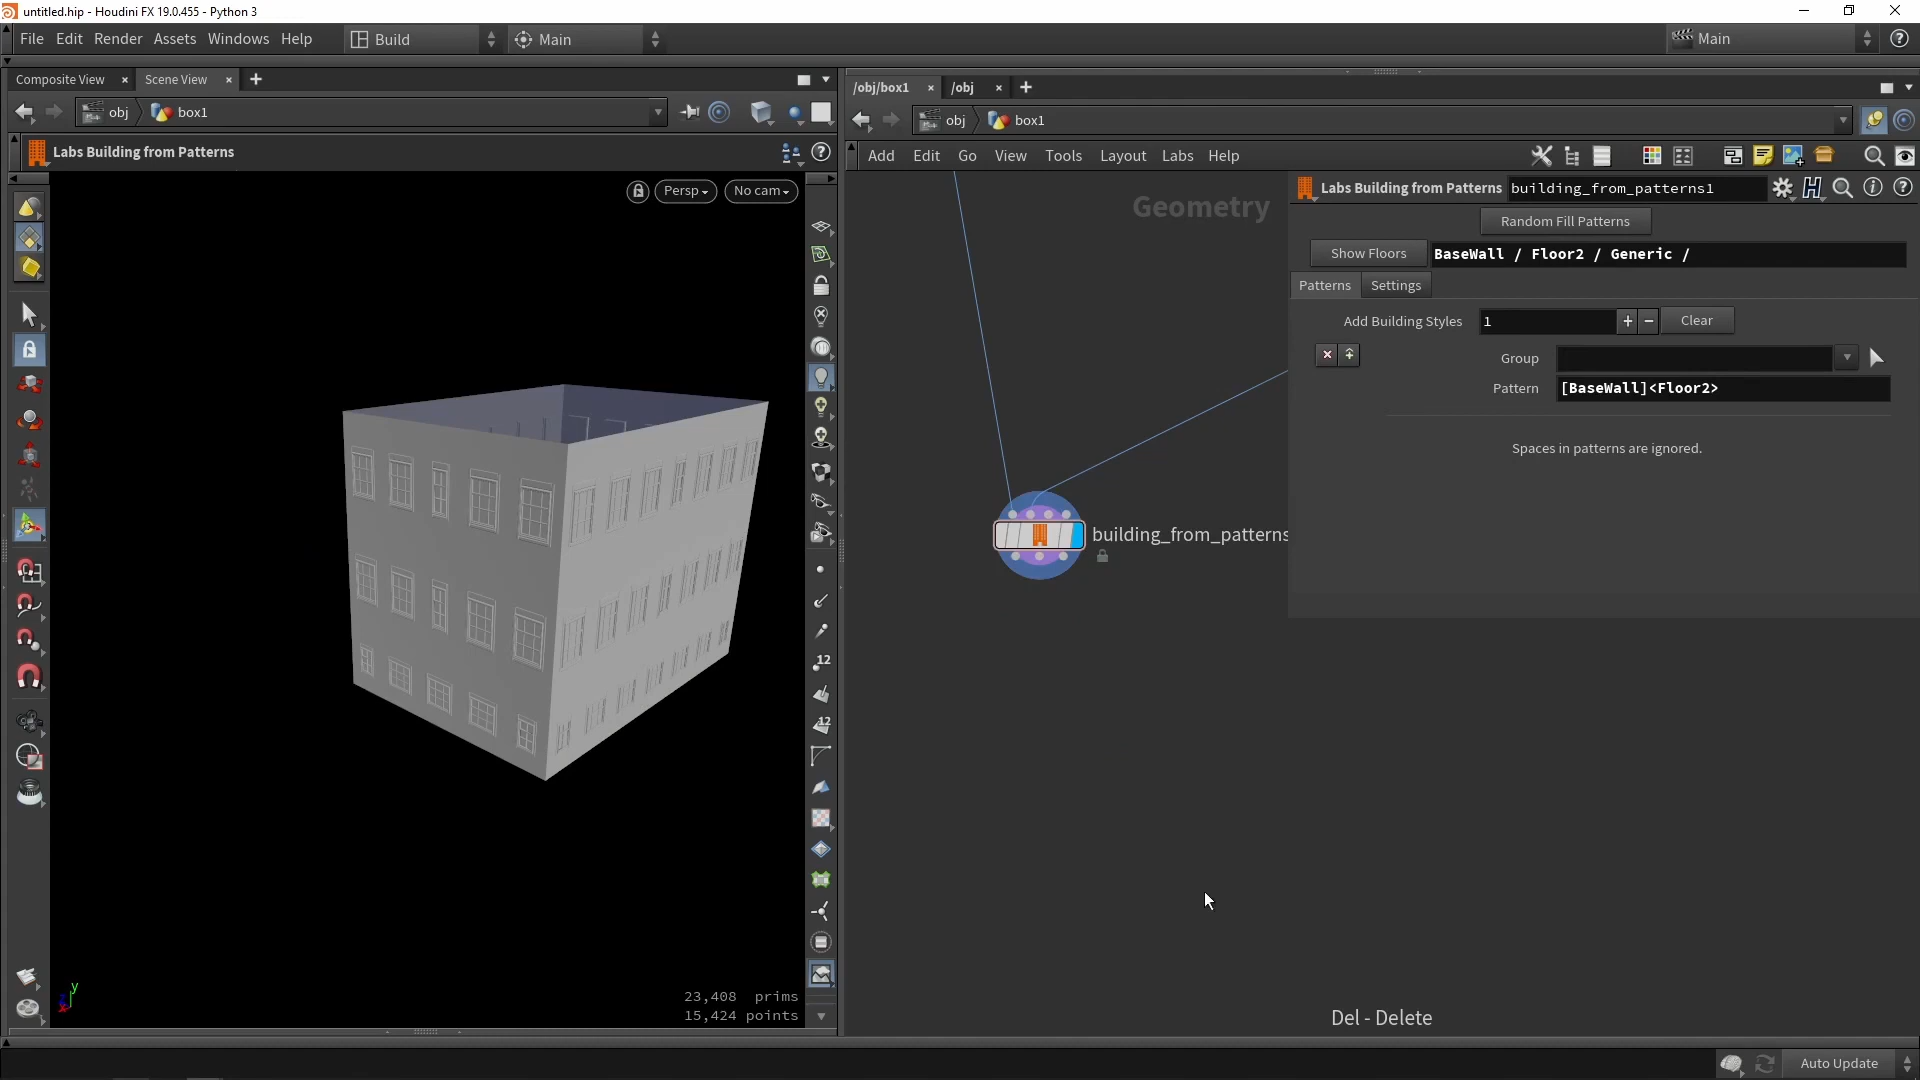 untitled.hip - Houdini FX 19.0.455 - Python 3
File Edit Render Assets Windows Help
Build
Main
Main
Composite View
Scene View
obj
box1
Labs Building from Patterns
Persp
No cam
12
12
y
z
x
23,408 prims
15,424 points
/obj/box1
/obj
obj
box1
Add Edit Go View Tools Layout Labs Help
Geometry
Labs Building from Patterns
building_from_patterns1
Random Fill Patterns
Show Floors
BaseWall / Floor2 / Generic /
Patterns
Settings
Add Building Styles
1
Clear
Group
Pattern
[BaseWall]<Floor2>
Spaces in patterns are ignored.
building_from_patterns
Del - Delete
Auto Update